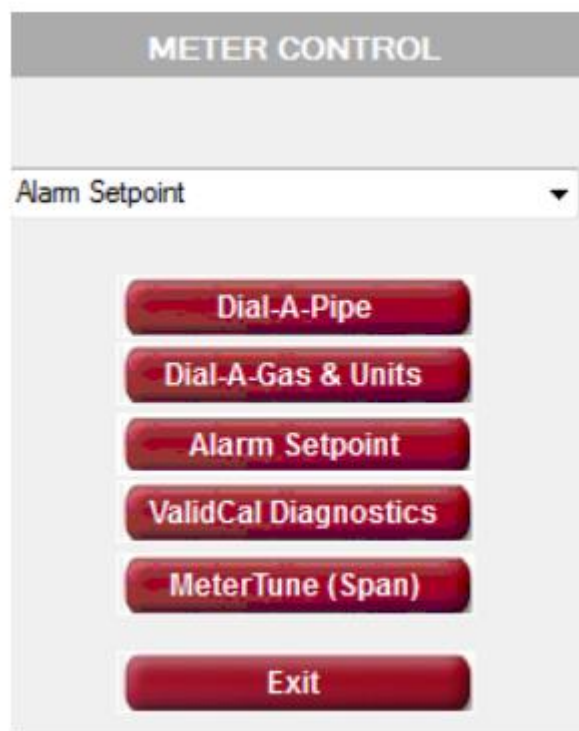 METER CONTROL
Alarm Setpoint
Dial-A-Pipe
Dial-A-Gas & Units
Alarm Setpoint
ValidCal Diagnostics
MeterTune (Span)
Exit